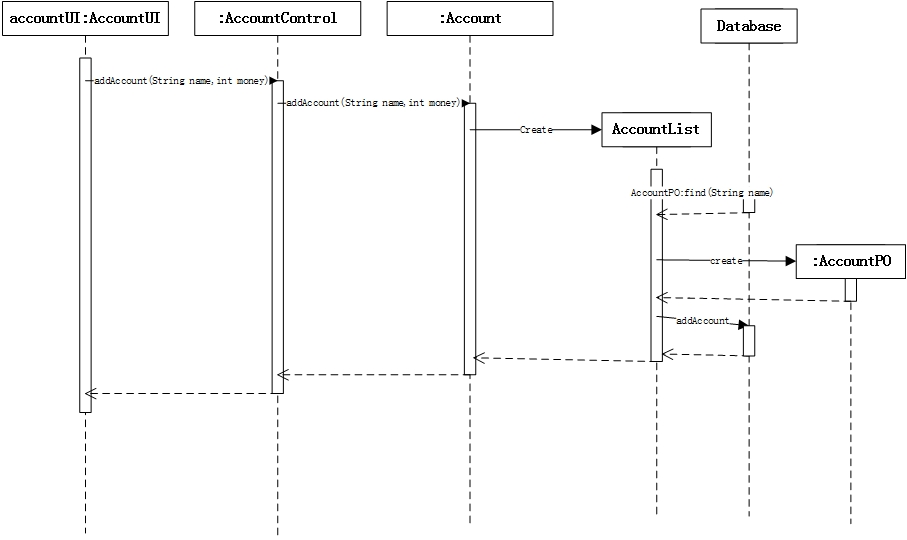 accountUI:AccountUI
:AccountControl
:Account
Database
addAccount(String name,int money)
addAccount(String name,int money)
Create
AccountList
AccountPO:find(String name)
create
:AccountPO
addAccount